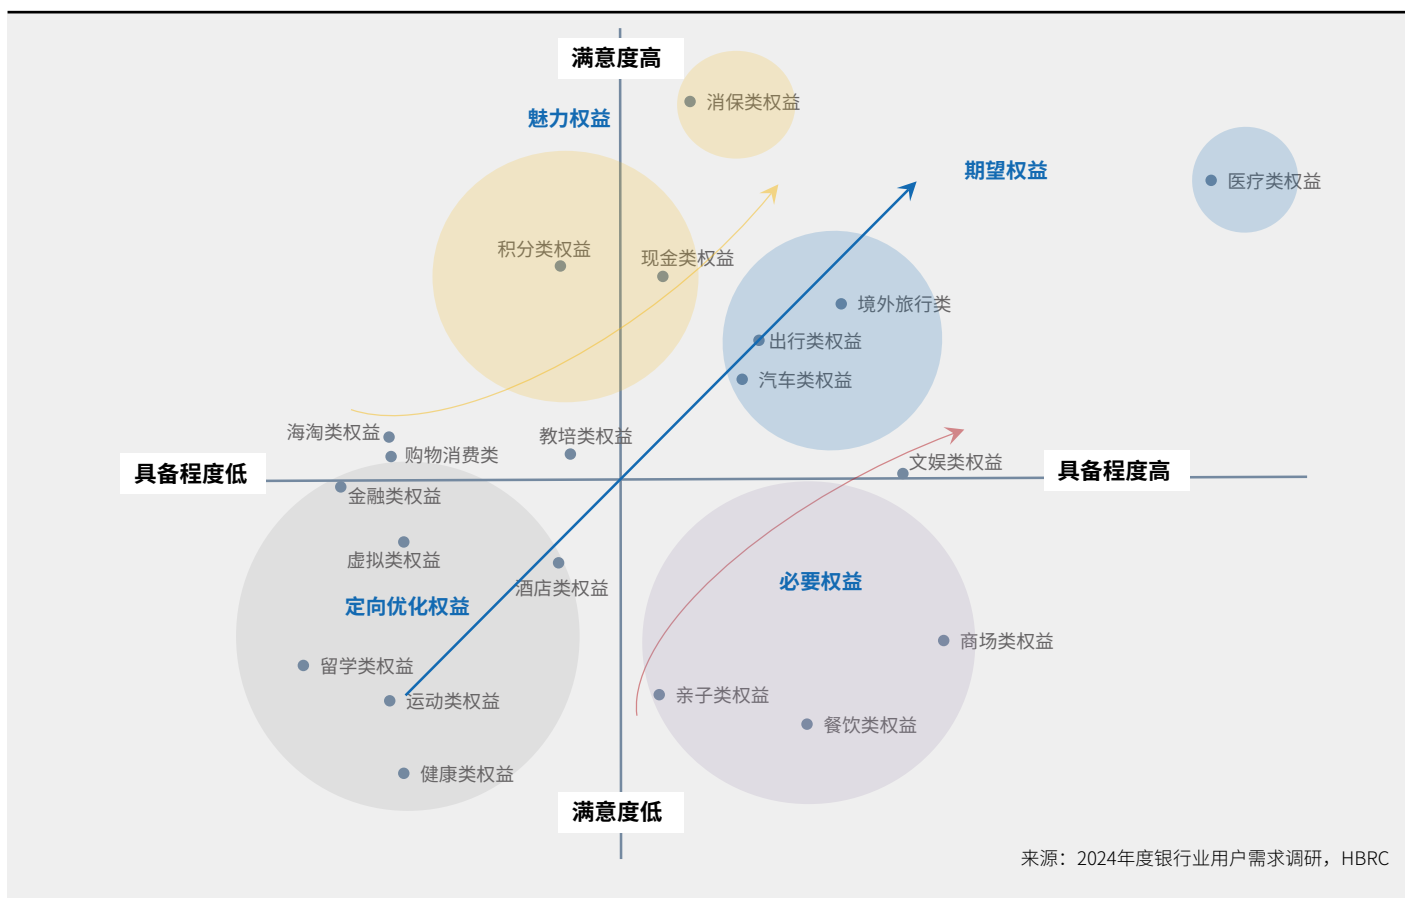 满意度高
消保类权益
魅力权益
期望权益
医疗类权益
积分类权益
现金类权益
境外旅行类
出行类权益
汽车类权益
海淘类权益
教培类权益
购物消费类
文娱类权益
具备程度低
具备程度高
金融类权益
虚拟类权益
酒店类权益
必要权益
定向优化权益
商场类权益
留学类权益
亲子类权益
运动类权益
餐饮类权益
健康类权益
满意度低
来源：2024年度银行业用户需求调研，HBRC